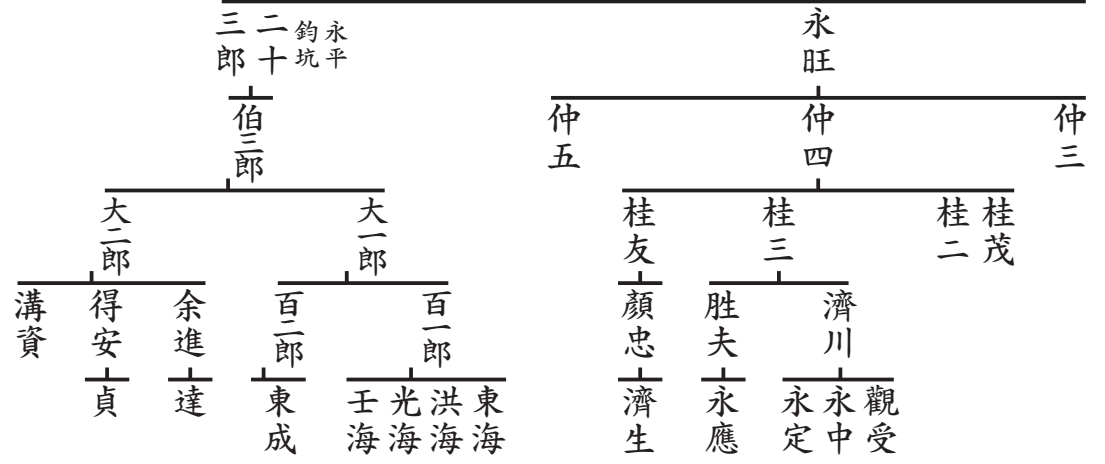 永旺
永平
鈞坑
二十
三郎
仲三
仲四
仲五
伯三郎
桂茂
桂二
桂三
桂友
大一郎
大二郎
濟川
胜夫
顏忠
百一郎
百二郎
余進
得安
溝資
觀受
永中
永定
永應
濟生
東海
洪海
光海
壬海
東成
達
貞